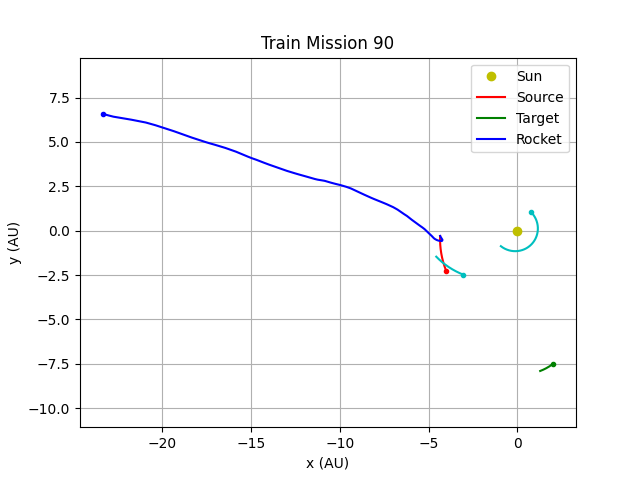 Train Mission 90
Sun
Source
Target
Rocket
7.5
5.0
2.5
0.0
−2.5
−5.0
−7.5
−10.0
y (AU)
−20
−15
−10
−5
0
x (AU)